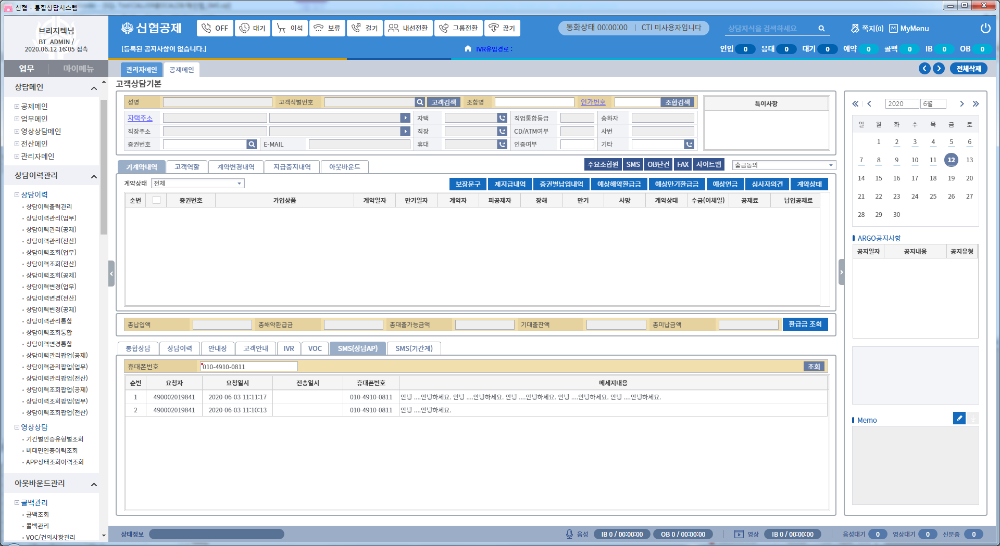 신협 - 통합상담시스템
브리지텍님
BT_ADMIN /
2020.06.12 16:05 접속
신협공제
OFF 대기 이석 보류 걸기 내선전환 그룹전환 끊기
통화상태 00:00:00 | CTI 미사용자입니다
상담지식을 검색하세요
쪽지(0) MyMenu
[등록된 공지사항이 없습니다.]
IVR유입경로 :
인입 0 응대 0 대기 0 예약 0 콜백 0 IB 0 OB 0
업무 마이메뉴
관리자메인 공제메인
전체삭제
상담메인
공제메인
업무메인
영상상담메인
전산메인
관리자메인
상담이력관리
상담이력
상담이력출력관리
상담이력관리(업무)
상담이력관리(공제)
상담이력관리(전산)
상담이력조회(업무)
상담이력조회(전산)
상담이력조회(공제)
상담이력변경(업무)
상담이력변경(전산)
상담이력변경(공제)
상담이력관리통합
상담이력조회통합
상담이력변경통합
상담이력관리팝업(공제)
상담이력관리팝업(업무)
상담이력관리팝업(전산)
상담이력조회팝업(공제)
상담이력조회팝업(업무)
상담이력조회팝업(전산)
영상상담
기간벌인증유형벌조회
비대면인증이력조회
APP상태조회이력조회
아웃바운드관리
콜백관리
콜백조회
콜백관리
VOC/건의사항관리
고객상담기본
성명 고객식벌번호 고객검색 조합명 인가번호 조합검색
자택주소 자택 직업통합등급 송화자
직장주소 직장 CD/ATM여부 사번
증권번호 E-MAIL 휴대 인증여부 기타
특이사항
기계약내역 고객역할 계약변경내역 지급중지내역 아웃바운드
주요조합원 SMS OB단건 FAX 사이트맵 출금동의
계약상태 전체
보장문구 제지급내역 증권별납입내역 예상해약환급금 예상만기환급금 예상연금 심사자의견 계약상태
순번 증권번호 가입상품 계약일자 만기일자 계약자 피공제자 장해 만기 사망 계약상태 수금(이체일) 공제료 납입공제료
총납입액 총해약환급금 총대출가능금액 기대출잔액 총미납금액 환급금 조회
통합상담 상담이력 안내장 고객안내 IVR VOC SMS(상담AP) SMS(기간계)
휴대폰번호 010-4910-0811 조회
순번 요청자 요청일시 전송일시 휴대폰번호 메세지내용
1 490002019841 2020-06-03 11:11:17 010-4910-0811 안녕 ....안녕하세요. 안녕 ....안녕하세요. 안녕 ....안녕하세요. 안녕 ....안녕하세요. 안녕 ....안녕하세요.
2 490002019841 2020-06-03 11:10:13 010-4910-0811 안녕 ....안녕하세요.
2020 6월
일 월 화 수 목 금 토
1 2 3 4 5 6
7 8 9 10 11 12 13
14 15 16 17 18 19 20
21 22 23 24 25 26 27
28 29 30
ARGO공지사항
공지일자 공지내용 공지유형
Memo
상태정보
음성 IB 0 / 00:00:00 OB 0 / 00:00:00 영상 IB 0 / 00:00:00 음성대기 0 영상대기 0 신분증 0